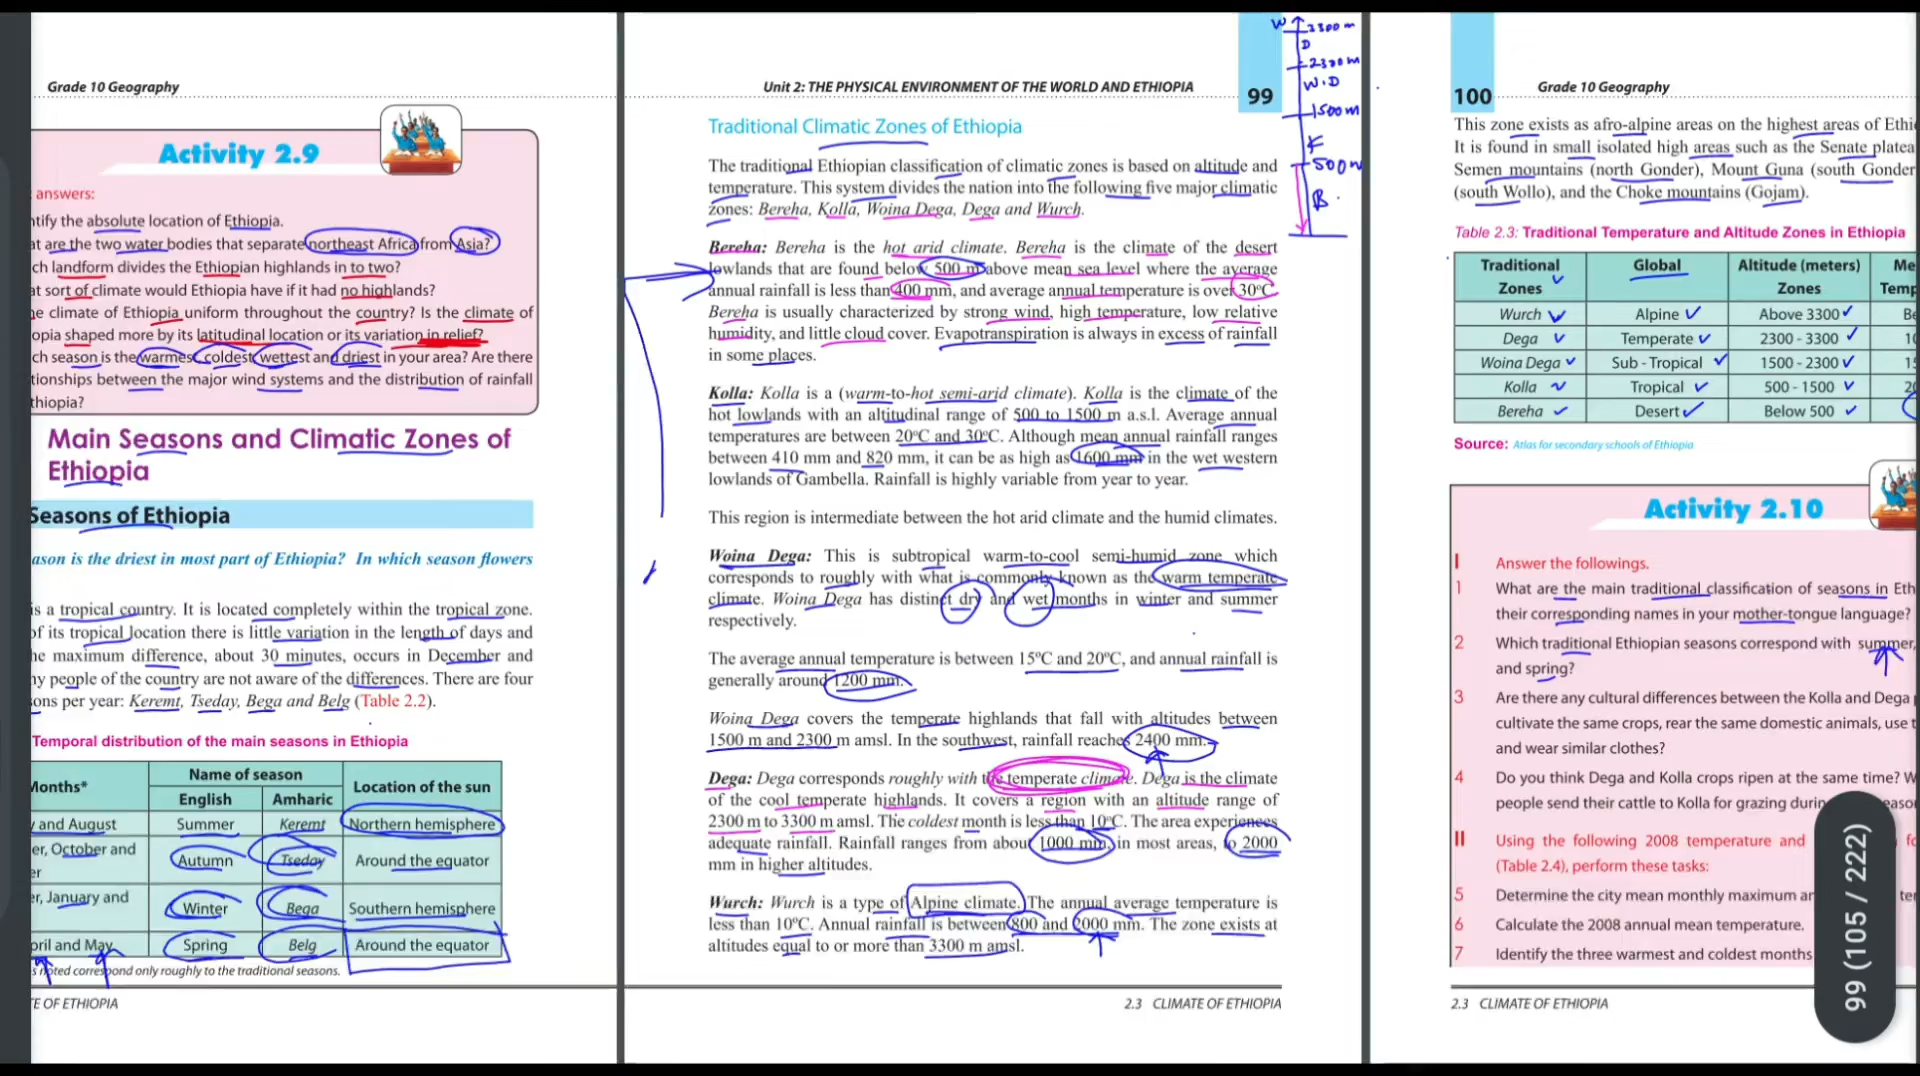 Grade 10 Geography
Activity 2.9
answers:
ntify the absolute location of Ethiopia.
at are the two water bodies that separate northeast Africa from Asia?
ch landform divides the Ethiopian highlands in to two?
at sort of climate would Ethiopia have if it had no highlands?
he climate of Ethiopia uniform throughout the country? Is the climate of
opia shaped more by its latitudinal location or its variation in relief?
ch season is the warmest, coldest, wettest and driest in your area? Are there
tionships between the major wind systems and the distribution of rainfall
thiopia?
Main Seasons and Climatic Zones of
Ethiopia
Seasons of Ethiopia
ason is the driest in most part of Ethiopia? In which season flowers
is a tropical country. It is located completely within the tropical zone.
of its tropical location there is little variation in the length of days and
he maximum difference, about 30 minutes, occurs in December and
ny people of the country are not aware of the differences. There are four
sons per year: Keremt, Tseday, Bega and Belg (Table 2.2).
Temporal distribution of the main seasons in Ethiopia
Months* Name of season Location of the sun
English Amharic
y and August Summer Keremt Northern hemisphere
er, October and
er Autumn Tseday Around the equator
er, January and Winter Bega Southern hemisphere
pril and May Spring Belg Around the equator
s noted correspond only roughly to the traditional seasons.
TE OF ETHIOPIA
Unit 2: THE PHYSICAL ENVIRONMENT OF THE WORLD AND ETHIOPIA 99
Traditional Climatic Zones of Ethiopia
The traditional Ethiopian classification of climatic zones is based on altitude and
temperature. This system divides the nation into the following five major climatic
zones: Bereha, Kolla, Woina Dega, Dega and Wurch.
Bereha: Bereha is the hot arid climate. Bereha is the climate of the desert
lowlands that are found below 500 m above mean sea level where the average
annual rainfall is less than 400 mm, and average annual temperature is over 30°C
Bereha is usually characterized by strong wind, high temperature, low relative
humidity, and little cloud cover. Evapotranspiration is always in excess of rainfall
in some places.
Kolla: Kolla is a (warm-to-hot semi-arid climate). Kolla is the climate of the
hot lowlands with an altitudinal range of 500 to 1500 m a.s.l. Average annual
temperatures are between 20°C and 30°C. Although mean annual rainfall ranges
between 410 mm and 820 mm, it can be as high as 1600 mm in the wet western
lowlands of Gambella. Rainfall is highly variable from year to year.
This region is intermediate between the hot arid climate and the humid climates.
Woina Dega: This is subtropical warm-to-cool semi-humid zone which
corresponds to roughly with what is commonly known as the warm temperate
climate. Woina Dega has distinct dry and wet months in winter and summer
respectively.
The average annual temperature is between 15°C and 20°C, and annual rainfall is
generally around 1200 mm.
Woina Dega covers the temperate highlands that fall with altitudes between
1500 m and 2300 m amsl. In the southwest, rainfall reaches 2400 mm.
Dega: Dega corresponds roughly with the temperate climate. Dega is the climate
of the cool temperate highlands. It covers a region with an altitude range of
2300 m to 3300 m amsl. The coldest month is less than 10°C. The area experiences
adequate rainfall. Rainfall ranges from about 1000 mm, in most areas, to 2000
mm in higher altitudes.
Wurch: Wurch is a type of Alpine climate. The annual average temperature is
less than 10°C. Annual rainfall is between 800 and 2000 mm. The zone exists at
altitudes equal to or more than 3300 m amsl.
2.3 CLIMATE OF ETHIOPIA
W 3300 m
D
2300 m
W.D
1500 m
K
500 m
B.
100 Grade 10 Geography
This zone exists as afro-alpine areas on the highest areas of Ethi
It is found in small isolated high areas such as the Senate platea
Semen mountains (north Gonder), Mount Guna (south Gonder
(south Wollo), and the Choke mountains (Gojam).
Table 2.3: Traditional Temperature and Altitude Zones in Ethiopia
Traditional Global Altitude (meters) Me
Zones Zones Temp
Wurch Alpine Above 3300 Be
Dega Temperate 2300 - 3300 10
Woina Dega Sub - Tropical 1500 - 2300 15
Kolla Tropical 500 - 1500 20
Bereha Desert Below 500
Source: Atlas for secondary schools of Ethiopia
Activity 2.10
I Answer the followings.
1 What are the main traditional classification of seasons in Eth
their corresponding names in your mother-tongue language?
2 Which traditional Ethiopian seasons correspond with summer,
and spring?
3 Are there any cultural differences between the Kolla and Dega p
cultivate the same crops, rear the same domestic animals, use t
and wear similar clothes?
4 Do you think Dega and Kolla crops ripen at the same time? W
people send their cattle to Kolla for grazing durin easo
II Using the following 2008 temperature and fo
(Table 2.4), perform these tasks:
5 Determine the city mean monthly maximum an te
6 Calculate the 2008 annual mean temperature.
7 Identify the three warmest and coldest months
2.3 CLIMATE OF ETHIOPIA
99 (105 / 222)